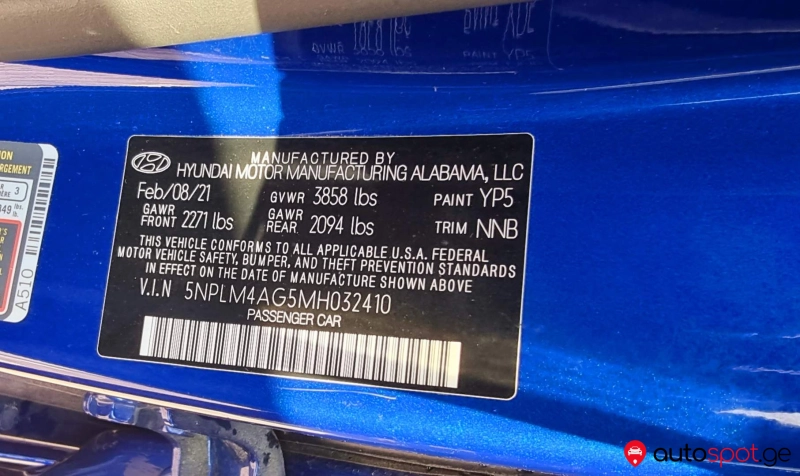 MANUFACTURED BY
HYUNDAI MOTOR MANUFACTURING ALABAMA, LLC
Feb/08/21 GVWR 3858 lbs PAINT YP5
GAWR FRONT 2271 lbs GAWR REAR 2094 lbs TRIM NNB
THIS VEHICLE CONFORMS TO ALL APPLICABLE U.S.A. FEDERAL
MOTOR VEHICLE SAFETY, BUMPER, AND THEFT PREVENTION STANDARDS
IN EFFECT ON THE DATE OF MANUFACTURE SHOWN ABOVE
V.I.N 5NPLM4AG5MH032410
PASSENGER CAR
A510
autospot.ge